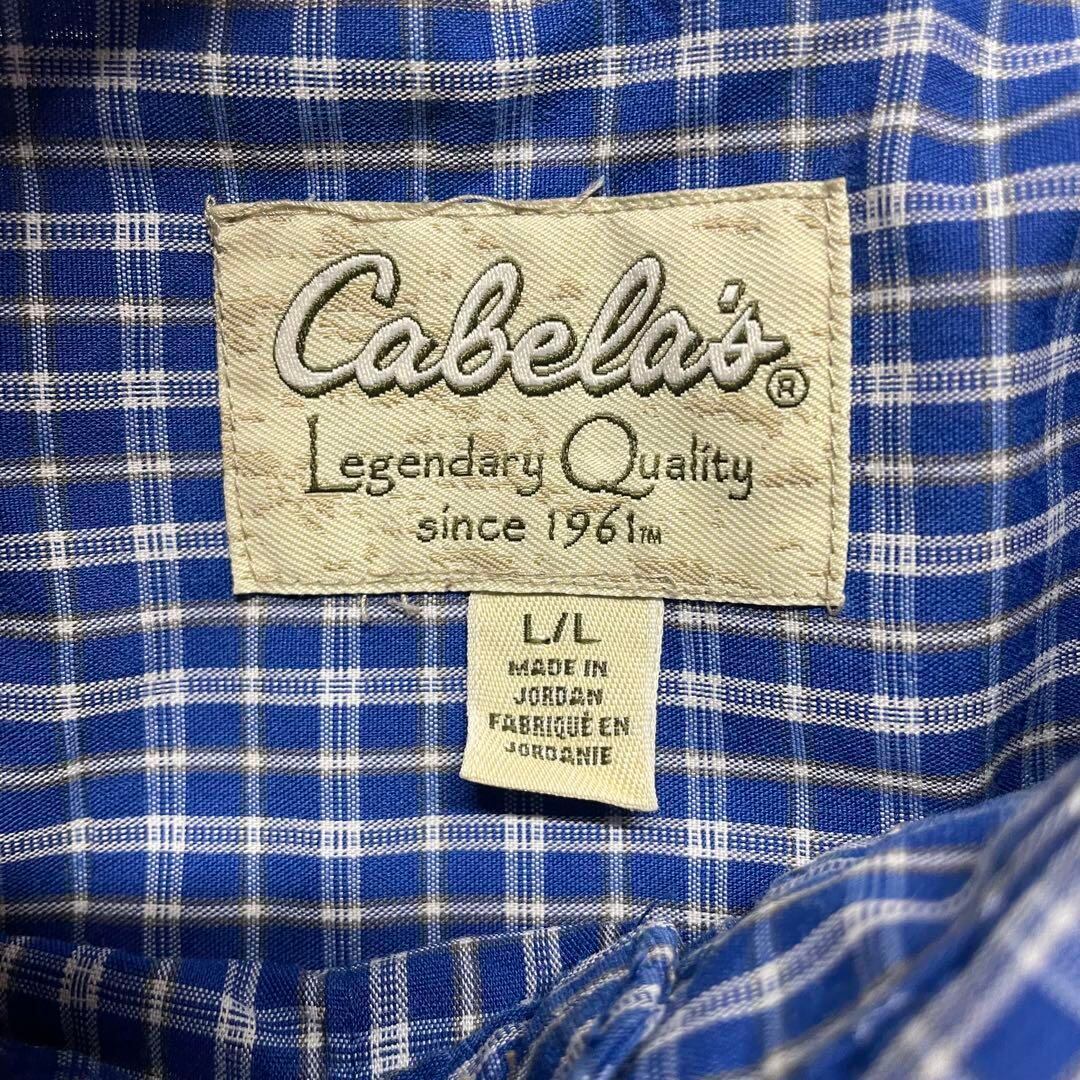 Cabela's®
Legendary Quality
since 1961™
L/L
MADE IN
JORDAN
FABRIQUÉ EN
JORDANIE